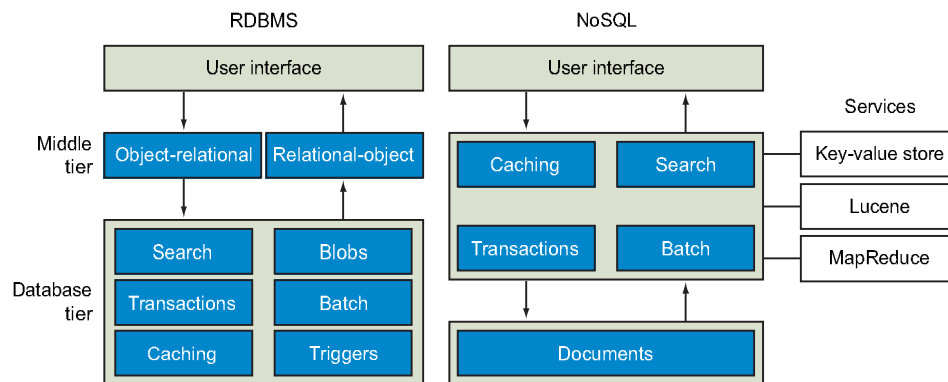 RDBMS
User interface
Middle
tier
Object-relational
Relational-object
Database
tier
Search
Blobs
Transactions
Batch
Caching
Triggers
NoSQL
User interface
Caching
Search
Transactions
Batch
Documents
Services
Key-value store
Lucene
MapReduce